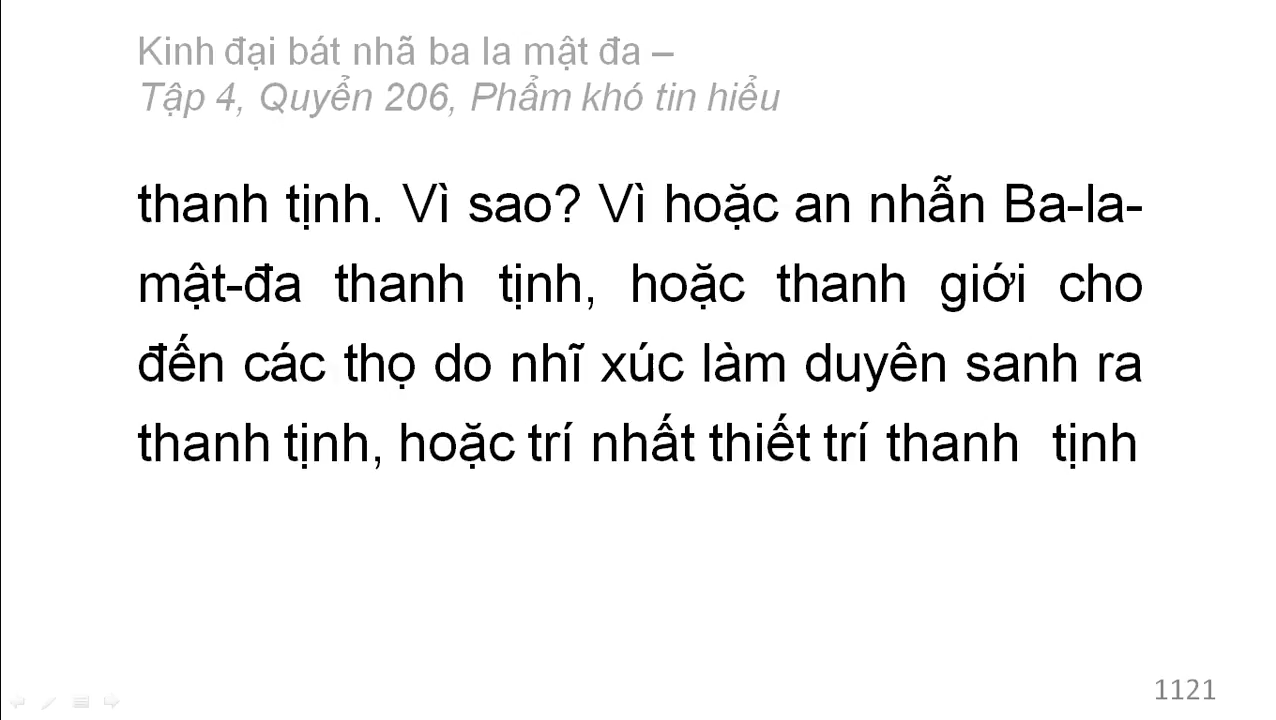 Kinh đại bát nhã ba la mật đa –
Tập 4, Quyển 206, Phẩm khó tin hiểu
thanh tịnh. Vì sao? Vì hoặc an nhẫn Ba-la-
mật-đa thanh tịnh, hoặc thanh giới cho
đến các thọ do nhĩ xúc làm duyên sanh ra
thanh tịnh, hoặc trí nhất thiết trí thanh tịnh
1121